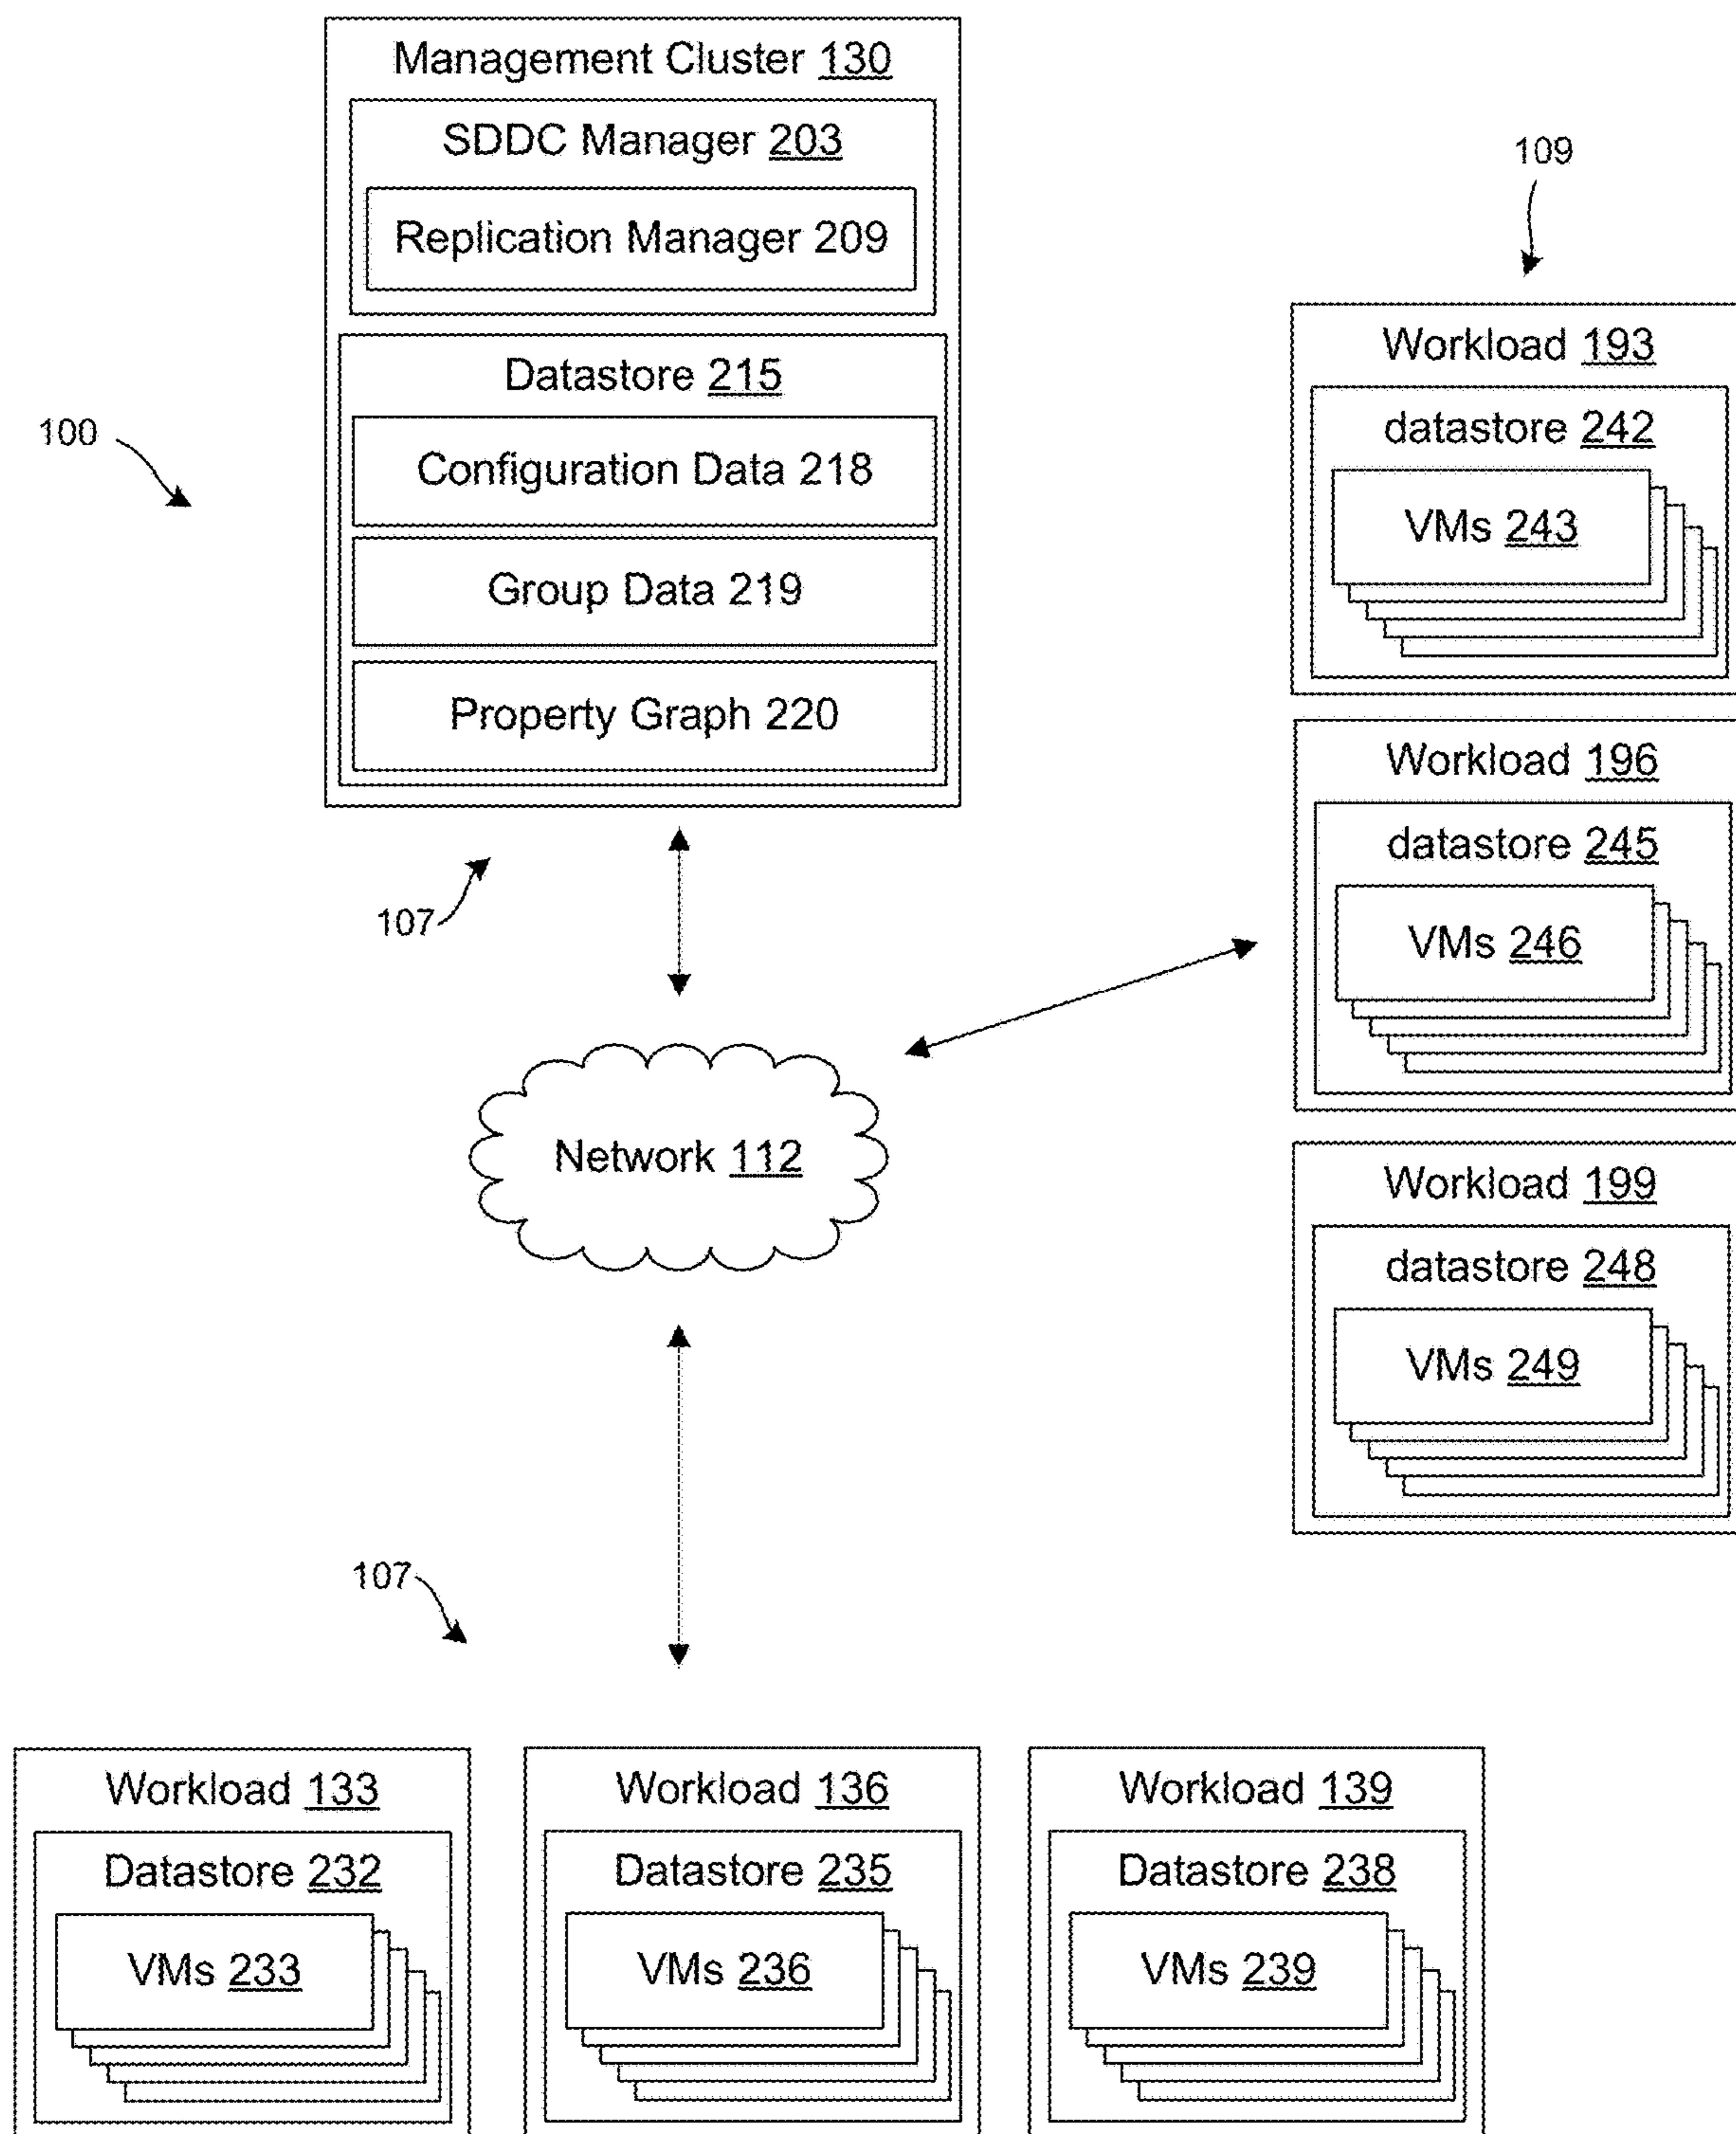 Management Cluster 130
SDDC Manager 203
Replication Manager 209
Datastore 215
Configuration Data 218
Group Data 219
Property Graph 220
100
107
109
Workload 193
datastore 242
VMs 243
Workload 196
datastore 245
VMs 246
Workload 199
datastore 248
VMs 249
Network 112
107
Workload 133
Datastore 232
VMs 233
Workload 136
Datastore 235
VMs 236
Workload 139
Datastore 238
VMs 239